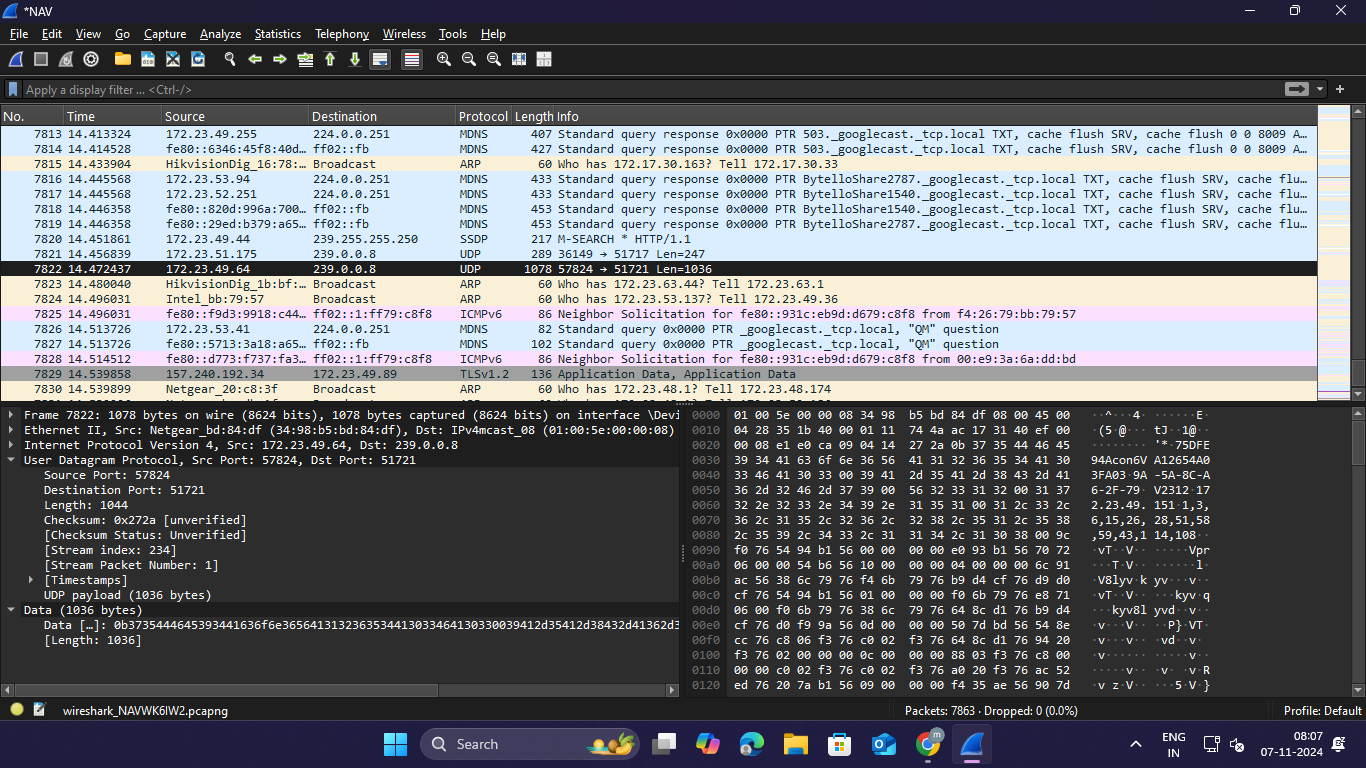 *NAV
File Edit View Go Capture Analyze Statistics Telephony Wireless Tools Help
Apply a display filter … <Ctrl-/>
No. Time Source Destination Protocol Length Info
7813 14.413324 172.23.49.255 224.0.0.251 MDNS 407 Standard query response 0x0000 PTR 503._googlecast._tcp.local TXT, cache flush SRV, cache flush 0 0 8009 A…
7814 14.414528 fe80::6346:45f8:40d… ff02::fb MDNS 427 Standard query response 0x0000 PTR 503._googlecast._tcp.local TXT, cache flush SRV, cache flush 0 0 8009 A…
7815 14.433904 HikvisionDig_16:78:… Broadcast ARP 60 Who has 172.17.30.163? Tell 172.17.30.33
7816 14.445568 172.23.53.94 224.0.0.251 MDNS 433 Standard query response 0x0000 PTR BytelloShare2787._googlecast._tcp.local TXT, cache flush SRV, cache flu…
7817 14.445568 172.23.52.251 224.0.0.251 MDNS 433 Standard query response 0x0000 PTR BytelloShare1540._googlecast._tcp.local TXT, cache flush SRV, cache flu…
7818 14.446358 fe80::820d:996a:700… ff02::fb MDNS 453 Standard query response 0x0000 PTR BytelloShare1540._googlecast._tcp.local TXT, cache flush SRV, cache flu…
7819 14.446358 fe80::29ed:b379:a65… ff02::fb MDNS 453 Standard query response 0x0000 PTR BytelloShare2787._googlecast._tcp.local TXT, cache flush SRV, cache flu…
7820 14.451861 172.23.49.44 239.255.255.250 SSDP 217 M-SEARCH * HTTP/1.1
7821 14.456839 172.23.51.175 239.0.0.8 UDP 289 36149 → 51717 Len=247
7822 14.472437 172.23.49.64 239.0.0.8 UDP 1078 57824 → 51721 Len=1036
7823 14.480040 HikvisionDig_1b:bf:… Broadcast ARP 60 Who has 172.23.63.44? Tell 172.23.63.1
7824 14.496031 Intel_bb:79:57 Broadcast ARP 60 Who has 172.23.53.137? Tell 172.23.49.36
7825 14.496031 fe80::f9d3:9918:c44… ff02::1:ff79:c8f8 ICMPv6 86 Neighbor Solicitation for fe80::931c:eb9d:d679:c8f8 from f4:26:79:bb:79:57
7826 14.513726 172.23.53.41 224.0.0.251 MDNS 82 Standard query 0x0000 PTR _googlecast._tcp.local, "QM" question
7827 14.513726 fe80::5713:3a18:a65… ff02::fb MDNS 102 Standard query 0x0000 PTR _googlecast._tcp.local, "QM" question
7828 14.514512 fe80::d773:f737:fa3… ff02::1:ff79:c8f8 ICMPv6 86 Neighbor Solicitation for fe80::931c:eb9d:d679:c8f8 from 00:e9:3a:6a:dd:bd
7829 14.539858 157.240.192.34 172.23.49.89 TLSv1.2 136 Application Data, Application Data
7830 14.539899 Netgear_20:c8:3f Broadcast ARP 60 Who has 172.23.48.1? Tell 172.23.48.174
Frame 7822: 1078 bytes on wire (8624 bits), 1078 bytes captured (8624 bits) on interface \Devi
Ethernet II, Src: Netgear_bd:84:df (34:98:b5:bd:84:df), Dst: IPv4mcast_08 (01:00:5e:00:00:08)
Internet Protocol Version 4, Src: 172.23.49.64, Dst: 239.0.0.8
User Datagram Protocol, Src Port: 57824, Dst Port: 51721
Source Port: 57824
Destination Port: 51721
Length: 1044
Checksum: 0x272a [unverified]
[Checksum Status: Unverified]
[Stream index: 234]
[Stream Packet Number: 1]
[Timestamps]
UDP payload (1036 bytes)
Data (1036 bytes)
Data […]: 0b3735444645393441636f6e3656413132363534413033464130330039412d35412d38432d41362d3
[Length: 1036]
0000 01 00 5e 00 00 08 34 98 b5 bd 84 df 08 00 45 00 ··^···4· ······E·
0010 04 28 35 1b 40 00 01 11 74 4a ac 17 31 40 ef 00 ·(5·@··· tJ··1@··
0020 00 08 e1 e0 ca 09 04 14 27 2a 0b 37 35 44 46 45 ········ '*·75DFE
0030 39 34 41 63 6f 6e 36 56 41 31 32 36 35 34 41 30 94Acon6V A12654A0
0040 33 46 41 30 33 00 39 41 2d 35 41 2d 38 43 2d 41 3FA03·9A -5A-8C-A
0050 36 2d 32 46 2d 37 39 00 56 32 33 31 32 00 31 37 6-2F-79· V2312·17
0060 32 2e 32 33 2e 34 39 2e 31 35 31 00 31 2c 33 2c 2.23.49. 151·1,3,
0070 36 2c 31 35 2c 32 36 2c 32 38 2c 35 31 2c 35 38 6,15,26, 28,51,58
0080 2c 35 39 2c 34 33 2c 31 31 34 2c 31 30 38 00 9c ,59,43,1 14,108··
0090 f0 76 54 94 b1 56 00 00 00 00 e0 93 b1 56 70 72 ·vT··V·· ·····Vpr
00a0 06 00 00 54 b6 56 10 00 00 00 04 00 00 00 6c 91 ···T·V·· ······l·
00b0 ac 56 38 6c 79 76 f4 6b 79 76 b9 d4 cf 76 d9 d0 ·V8lyv·k yv···v··
00c0 cf 76 54 94 b1 56 01 00 00 00 f0 6b 79 76 e8 71 ·vT··V·· ···kyv·q
00d0 06 00 f0 6b 79 76 38 6c 79 76 64 8c d1 76 b9 d4 ···kyv8l yvd··v··
00e0 cf 76 d0 f9 9a 56 0d 00 00 00 50 7d bd 56 54 8e ·v···V·· ··P}·VT·
00f0 cc 76 c8 06 f3 76 c0 02 f3 76 64 8c d1 76 94 20 ·v···v·· ·vd··v·
0100 f3 76 02 00 00 00 0c 00 00 00 88 03 f3 76 c8 00 ·v······ ·····v··
0110 00 00 c0 02 f3 76 c0 02 f3 76 a0 20 f3 76 ac 52 ·····v·· ·v· ·v·R
0120 ed 76 20 7a b1 56 09 00 00 00 f4 35 ae 56 90 7d ·v z·V·· ···5·V·}
wireshark_NAVWK6IW2.pcapng
Packets: 7863 · Dropped: 0 (0.0%)
Profile: Default
Search
ENG
IN
08:07
07-11-2024